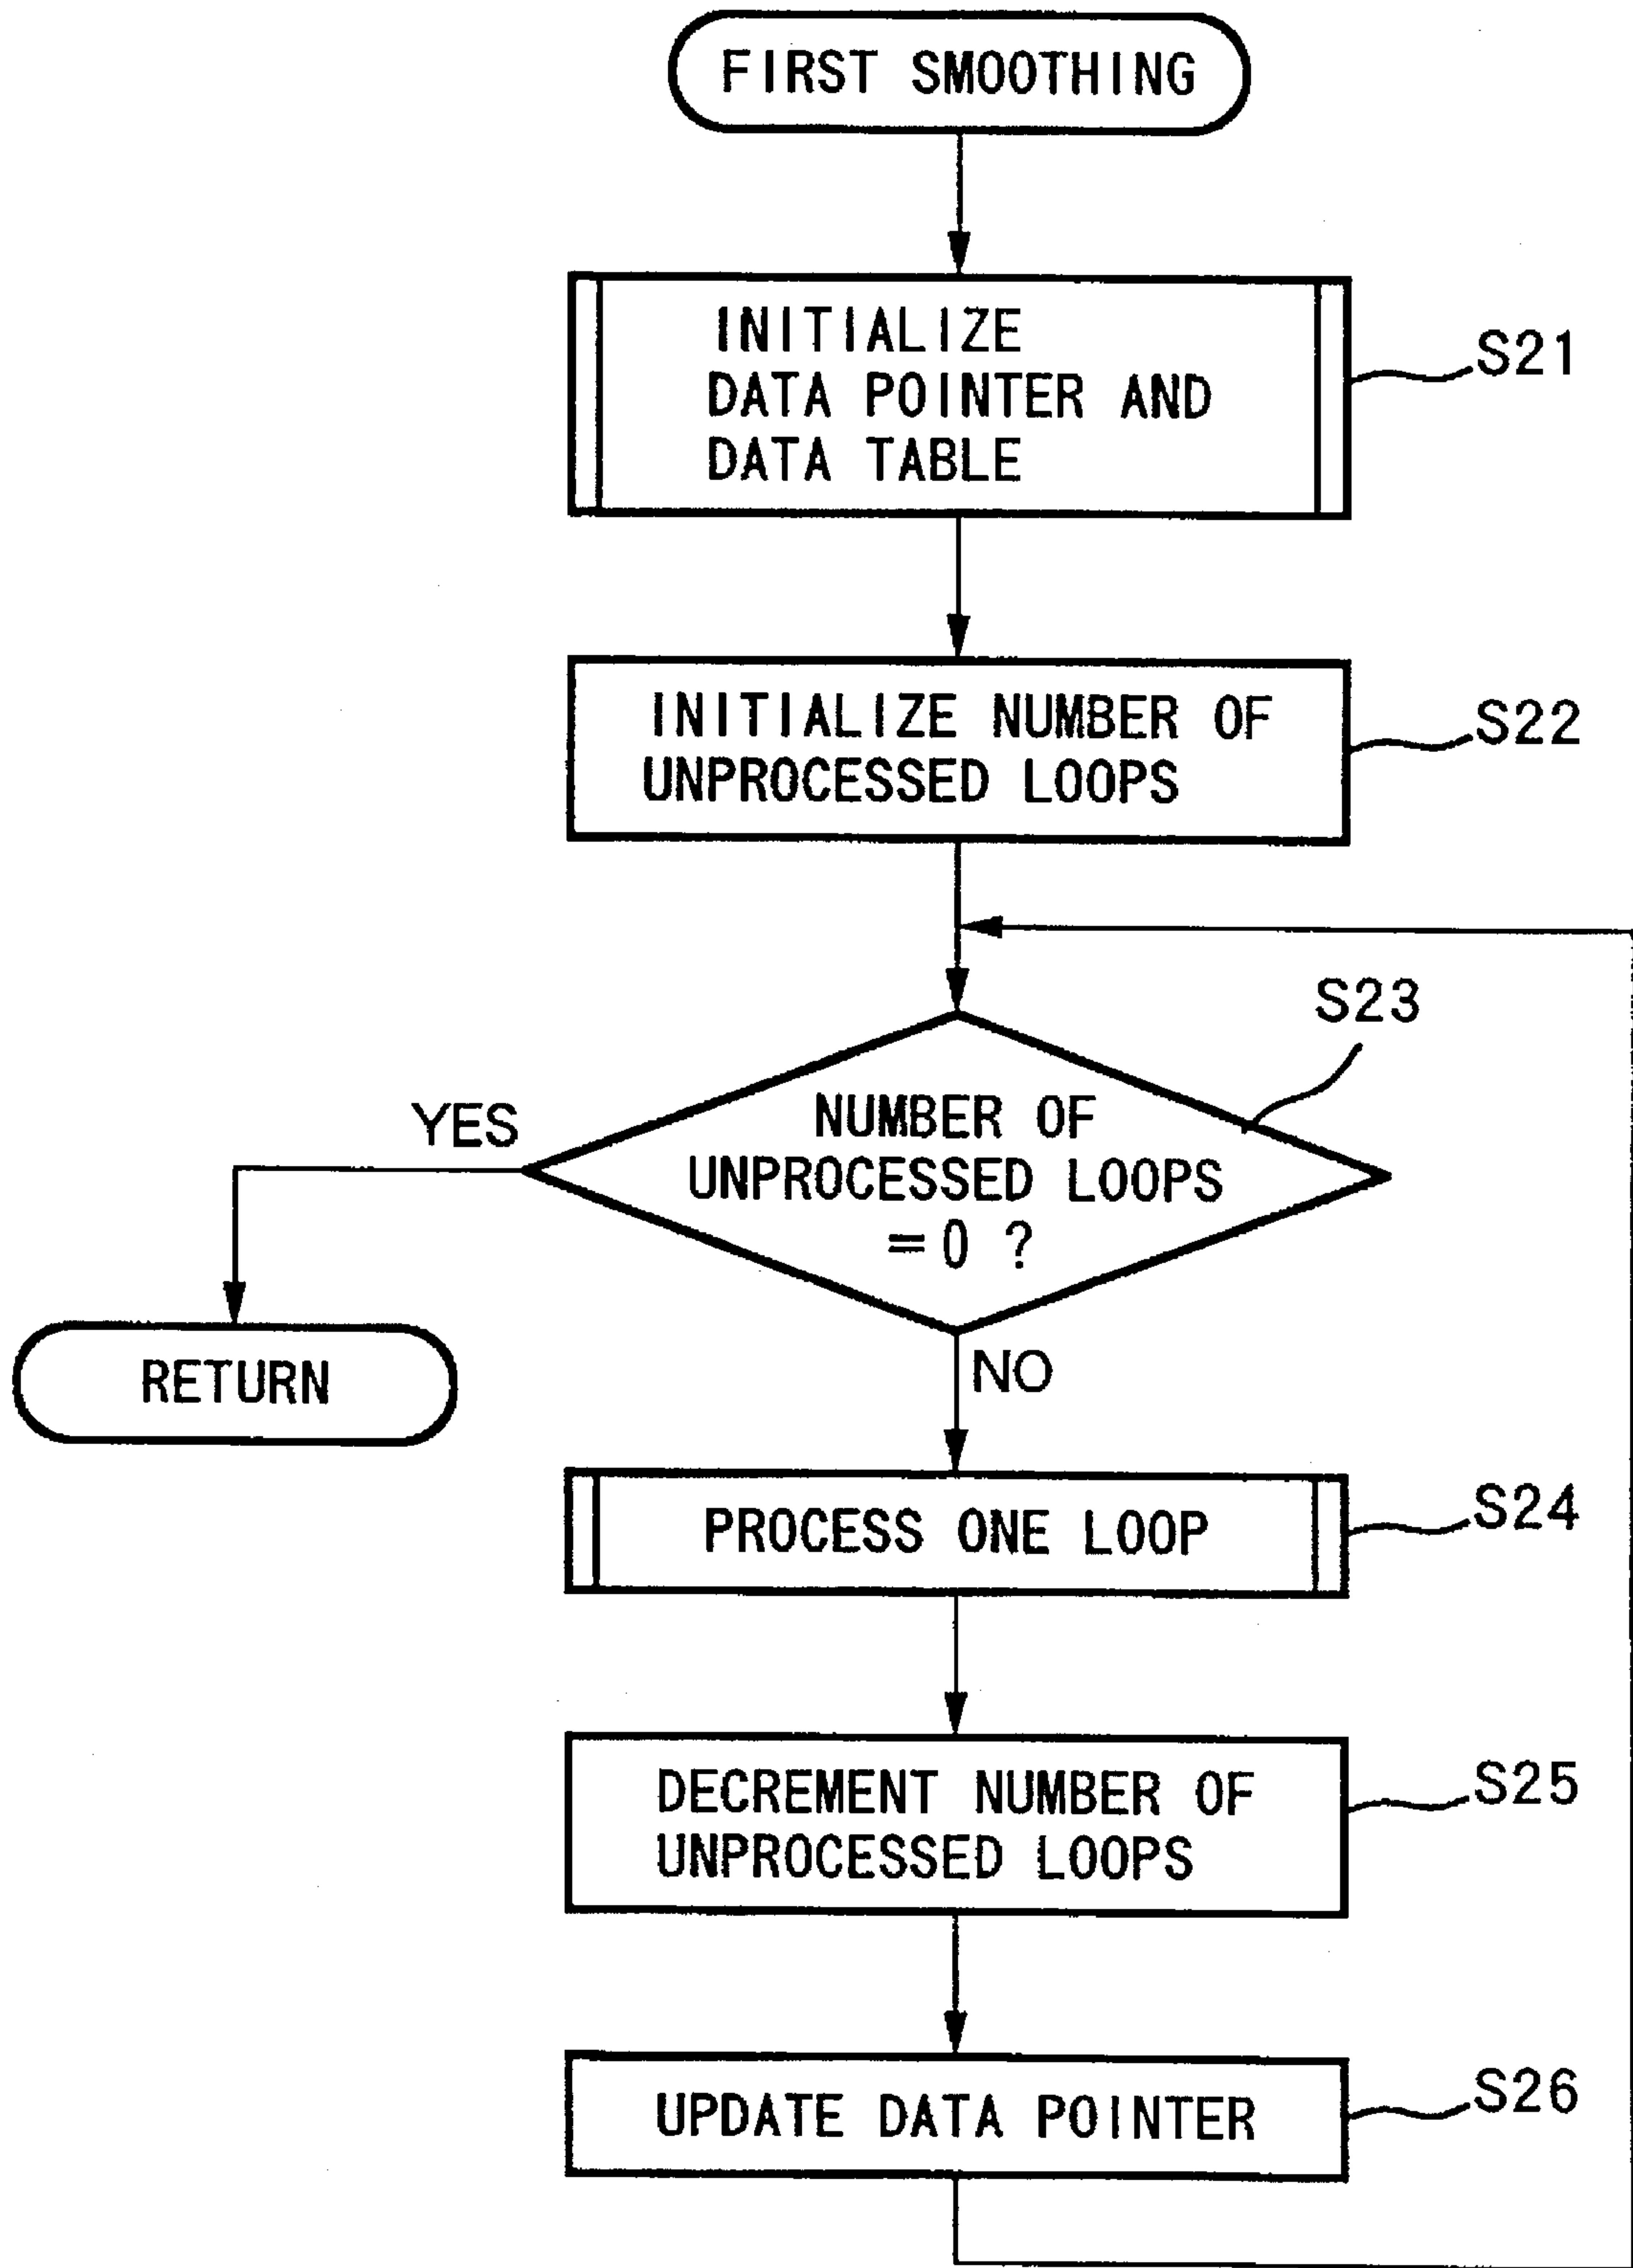 FIRST SMOOTHING
INITIALIZE
DATA POINTER AND
DATA TABLE
S21
INITIALIZE NUMBER OF
UNPROCESSED LOOPS
S22
S23
NUMBER OF
UNPROCESSED LOOPS
=0 ?
YES
RETURN
NO
PROCESS ONE LOOP
S24
DECREMENT NUMBER OF
UNPROCESSED LOOPS
S25
UPDATE DATA POINTER
S26